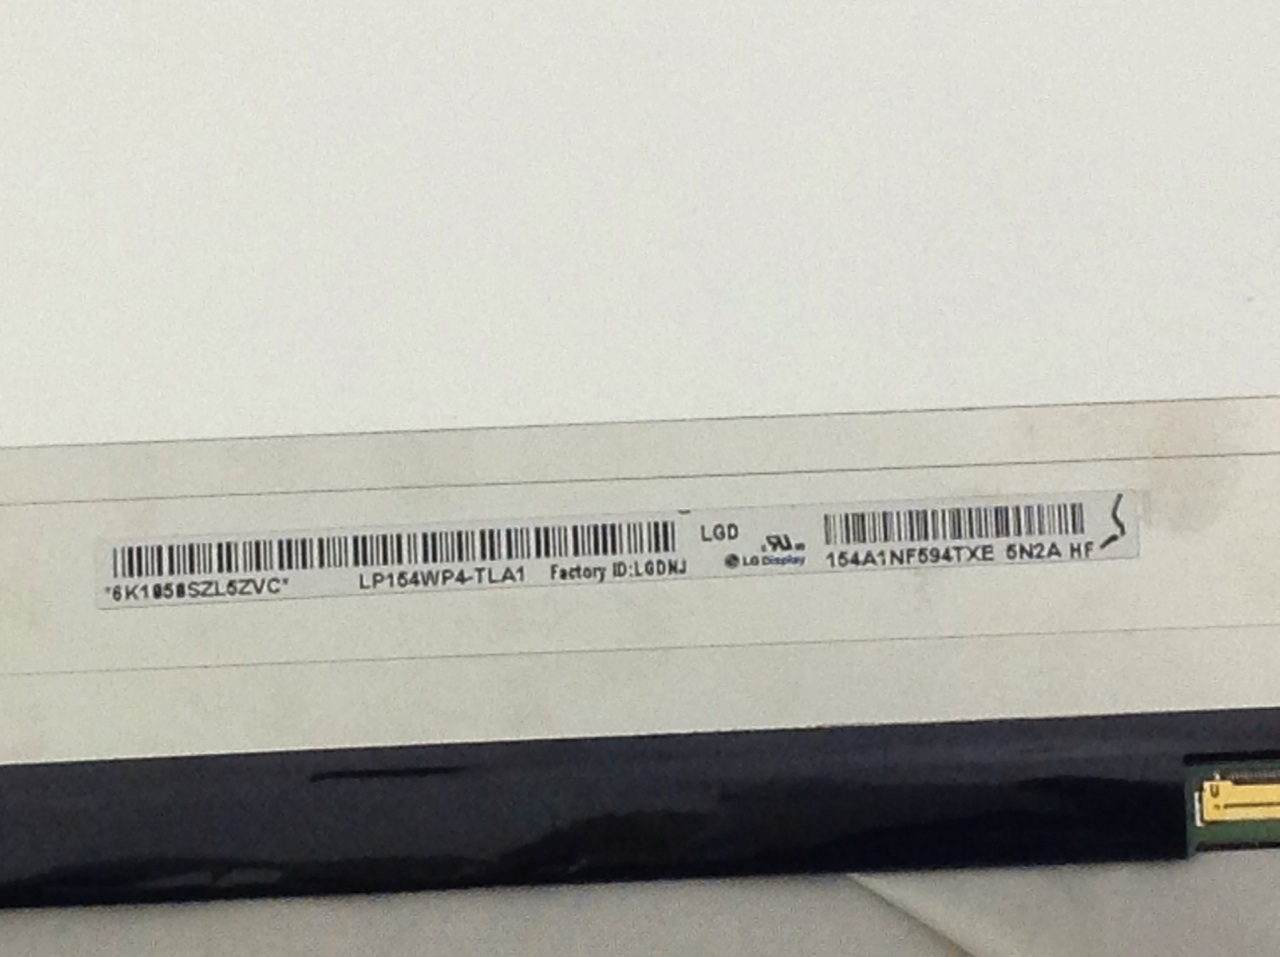 *6K1058SZL5ZVC* LP154WP4-TLA1 Factory ID:LGDNJ
LGD
LG Display
154A1NF594TXE 5N2A HF